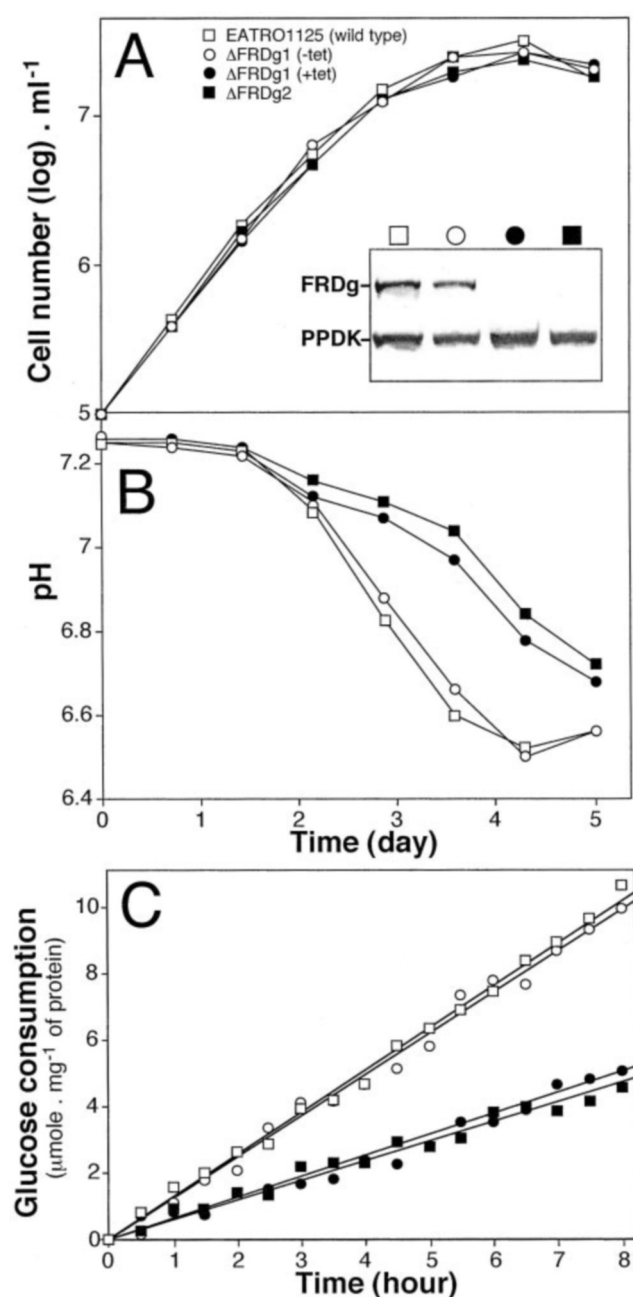 A
EATRO1125 (wild type)
ΔFRDg1 (-tet)
ΔFRDg1 (+tet)
ΔFRDg2
Cell number (log) . ml⁻¹
7
6
5
FRDg
PPDK
B
pH
7.2
7
6.8
6.6
6.4
0 1 2 3 4 5
Time (day)
C
Glucose consumption
(μmole . mg⁻¹ of protein)
10
8
6
4
2
0
0 1 2 3 4 5 6 7 8
Time (hour)